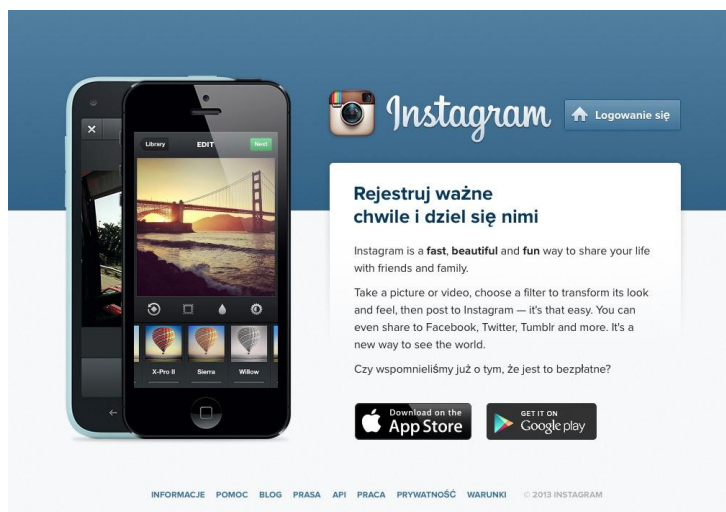 Instagram
Logowanie się
Library EDIT Next
X-Pro II Sierra Willow
Rejestruj ważne
chwile i dziel się nimi
Instagram is a fast, beautiful and fun way to share your life
with friends and family.
Take a picture or video, choose a filter to transform its look
and feel, then post to Instagram — it's that easy. You can
even share to Facebook, Twitter, Tumblr and more. It's a
new way to see the world.
Czy wspomnieliśmy już o tym, że jest to bezpłatne?
Download on the
App Store
GET IT ON
Google play
INFORMACJE POMOC BLOG PRASA API PRACA PRYWATNOŚĆ WARUNKI © 2013 INSTAGRAM